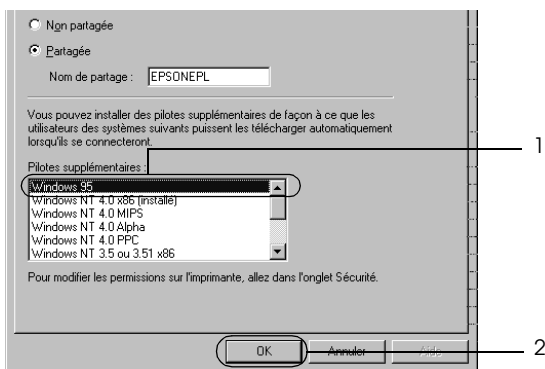 Non partagée
Partagée
Nom de partage : EPSONEPL
Vous pouvez installer des pilotes supplémentaires de façon à ce que les
utilisateurs des systèmes suivants puissent les télécharger automatiquement
lorsqu'ils se connecteront.
1
Pilotes supplémentaires :
Windows 95
Windows NT 4.0 x86 (installé)
Windows NT 4.0 MIPS
Windows NT 4.0 Alpha
Windows NT 4.0 PPC
Windows NT 3.5 ou 3.51 x86
Pour modifier les permissions sur l'imprimante, allez dans l'onglet Sécurité.
OK Annuler Aide 2